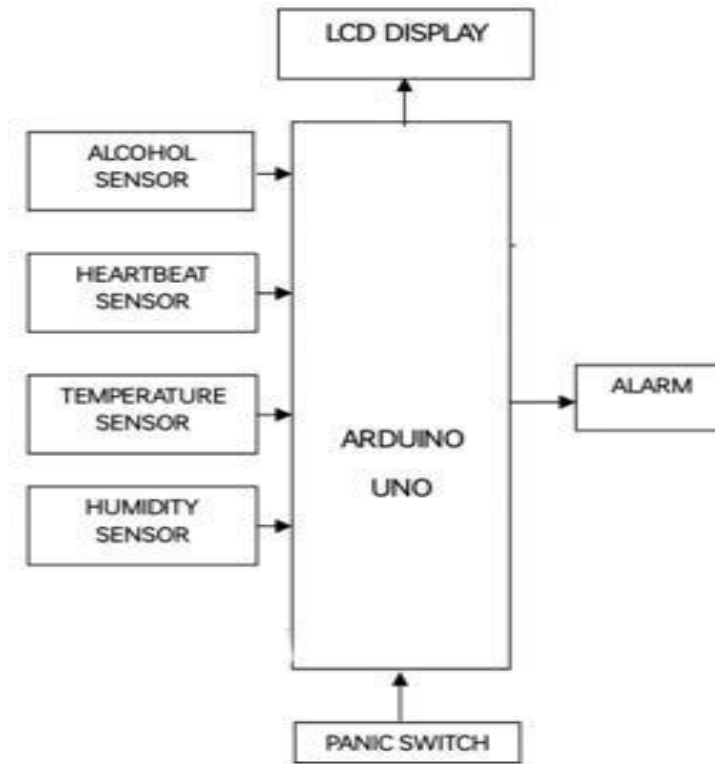 LCD DISPLAY
ALCOHOL
SENSOR
HEARTBEAT
SENSOR
TEMPERATURE
SENSOR
HUMIDITY
SENSOR
ARDUINO
UNO
ALARM
PANIC SWITCH